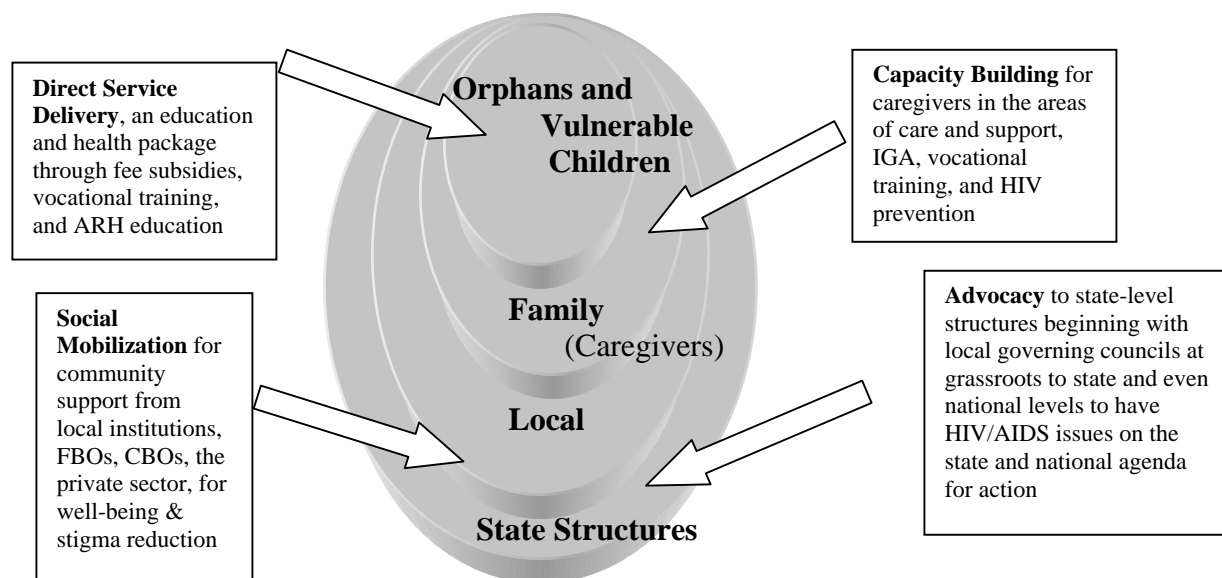 Direct Service
Delivery, an education
and health package
through fee subsidies,
vocational training,
and ARH education
Orphans and
Vulnerable
Children
Capacity Building for
caregivers in the areas
of care and support,
IGA, vocational
training, and HIV
prevention
Social
Mobilization for
community
support from
local institutions,
FBOs, CBOs, the
private sector, for
well-being &
stigma reduction
Family
(Caregivers)
Local
State Structures
Advocacy to state-level
structures beginning with
local governing councils at
grassroots to state and even
national levels to have
HIV/AIDS issues on the
state and national agenda
for action